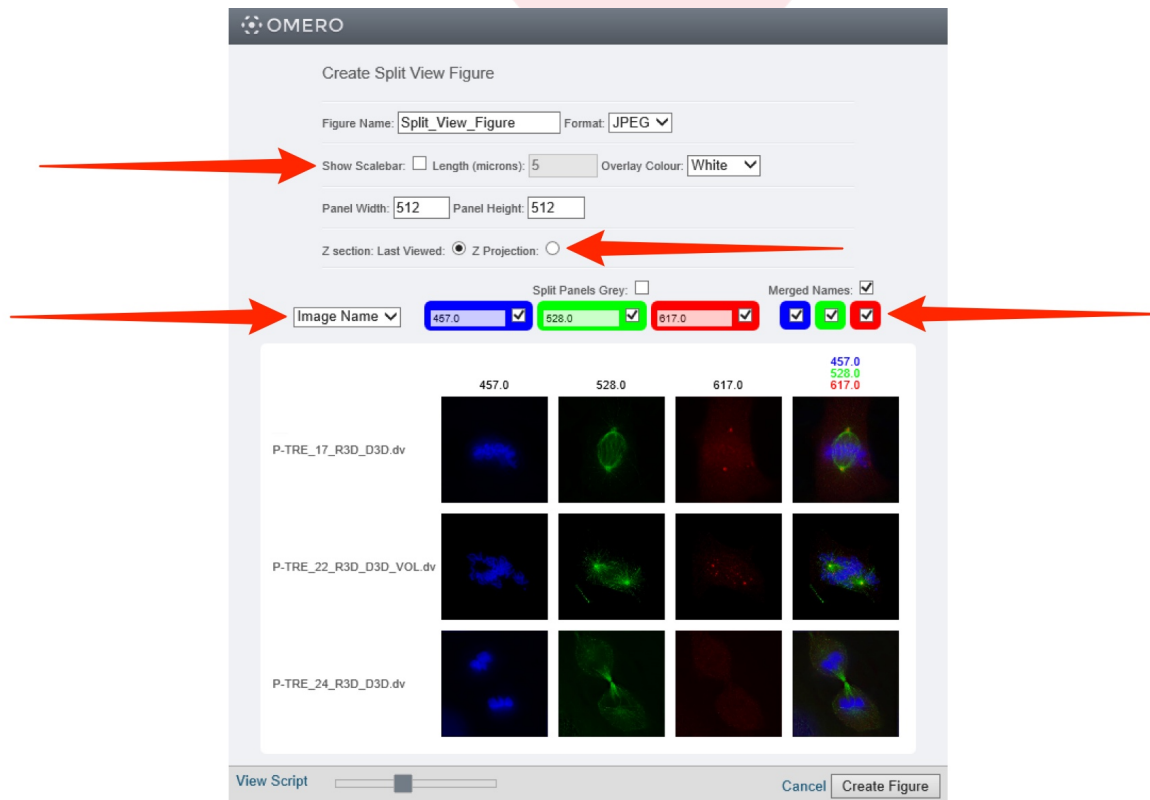 OMERO
Create Split View Figure
Figure Name: Split_View_Figure Format: JPEG
Show Scalebar: Length (microns): 5 Overlay Colour: White
Panel Width: 512 Panel Height: 512
Z section: Last Viewed: Z Projection:
Split Panels Grey: Merged Names:
Image Name 457.0 528.0 617.0
457.0
528.0
457.0 528.0 617.0 617.0
P-TRE_17_R3D_D3D.dv
P-TRE_22_R3D_D3D_VOL.dv
P-TRE_24_R3D_D3D.dv
View Script Cancel Create Figure